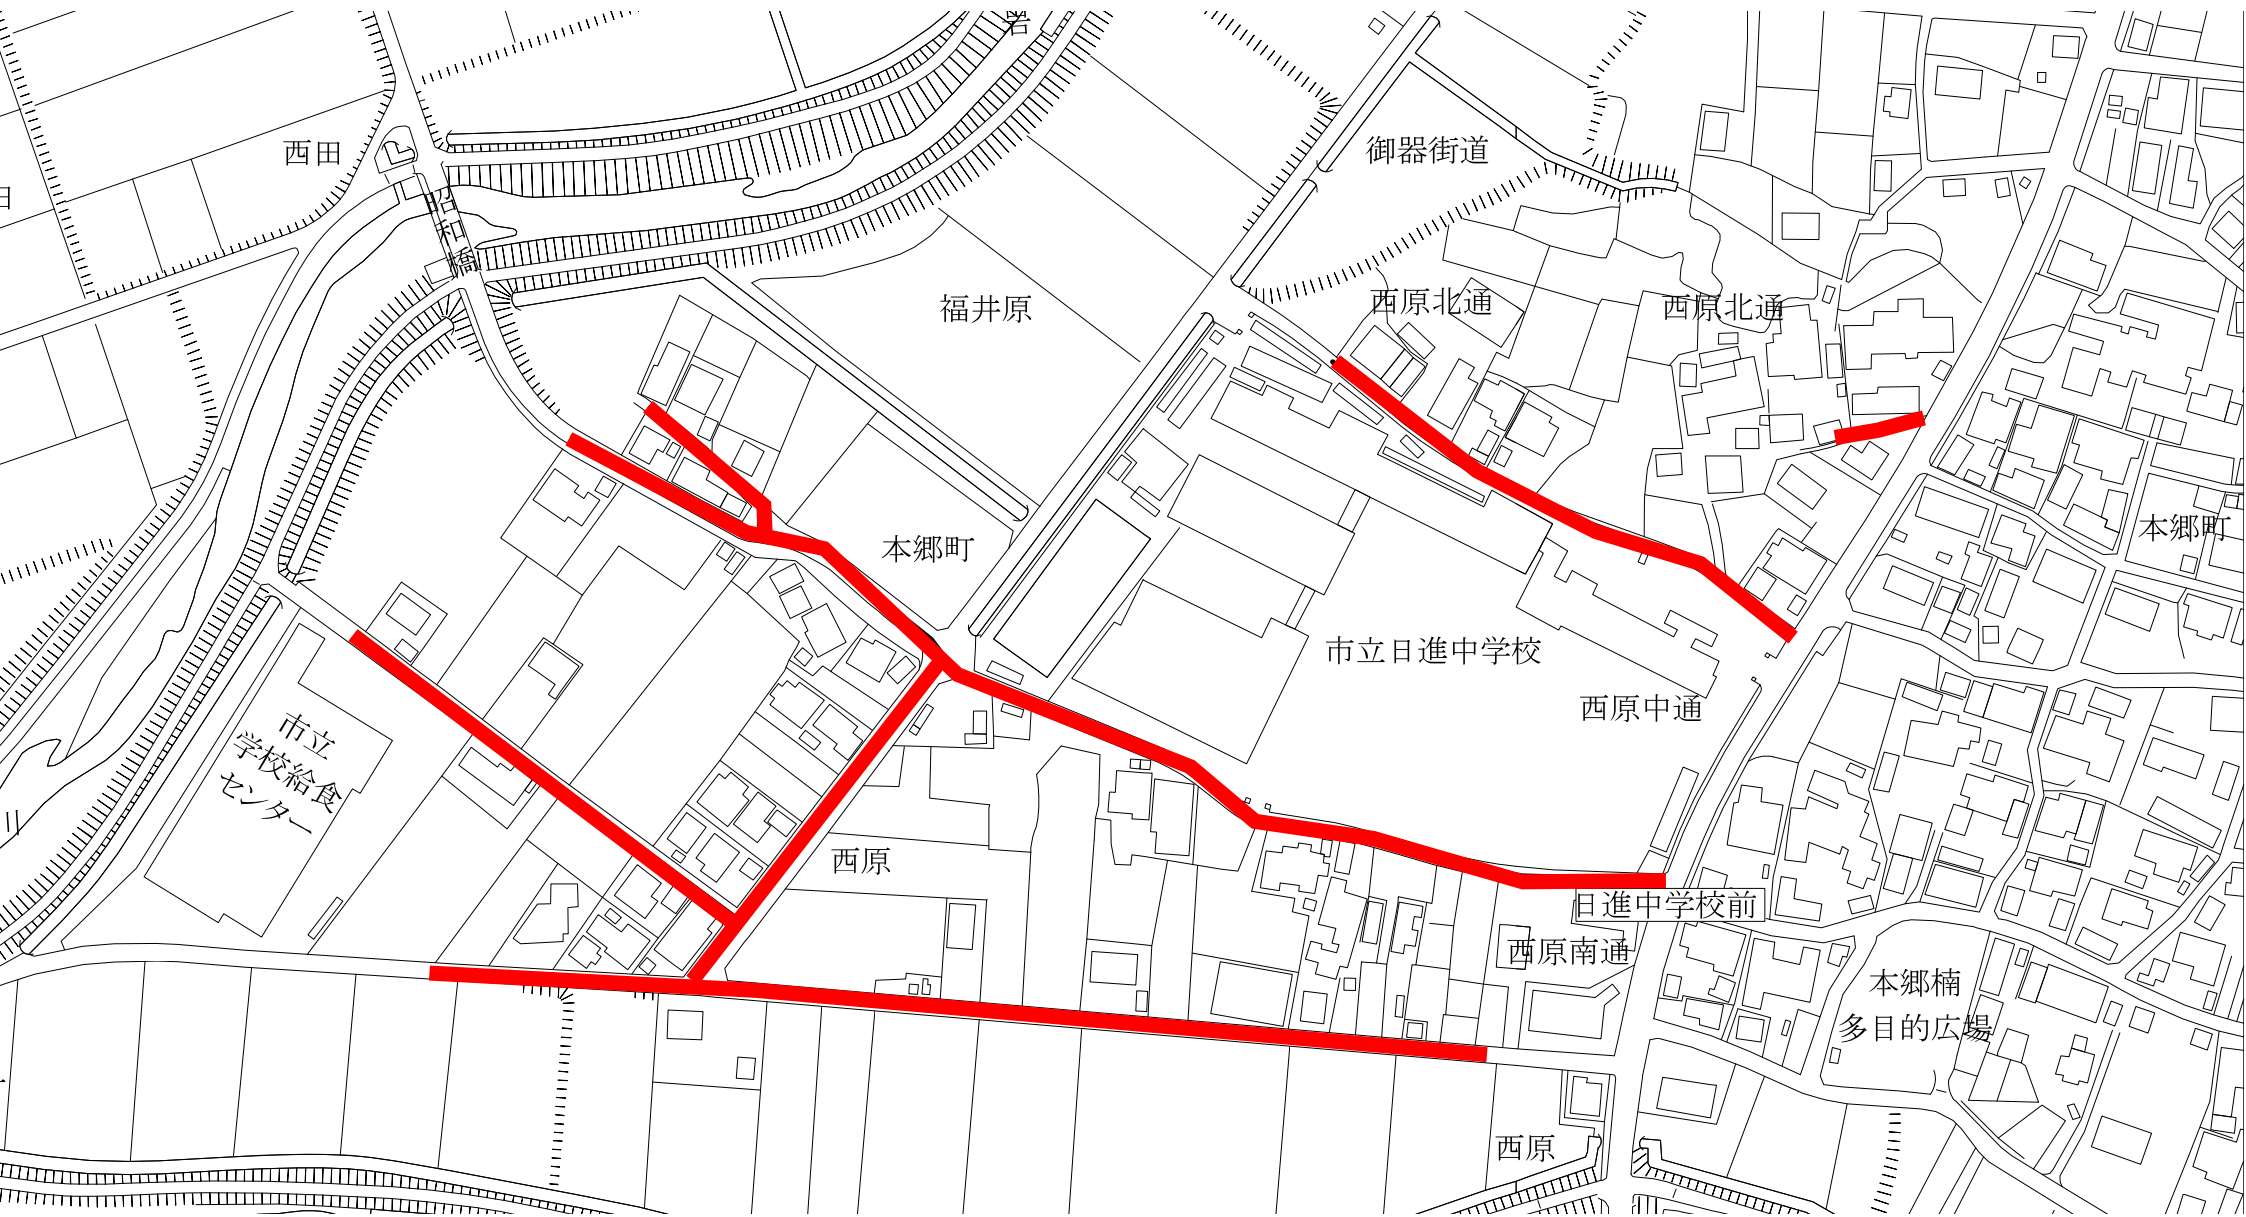 岩
西田
御器街道
昭和橋
福井原
西原北通
西原北通
本郷町
本郷町
市立日進中学校
西原中通
市立
学校給食
センター
川
西原
日進中学校前
西原南通
本郷楠
多目的広場
西原